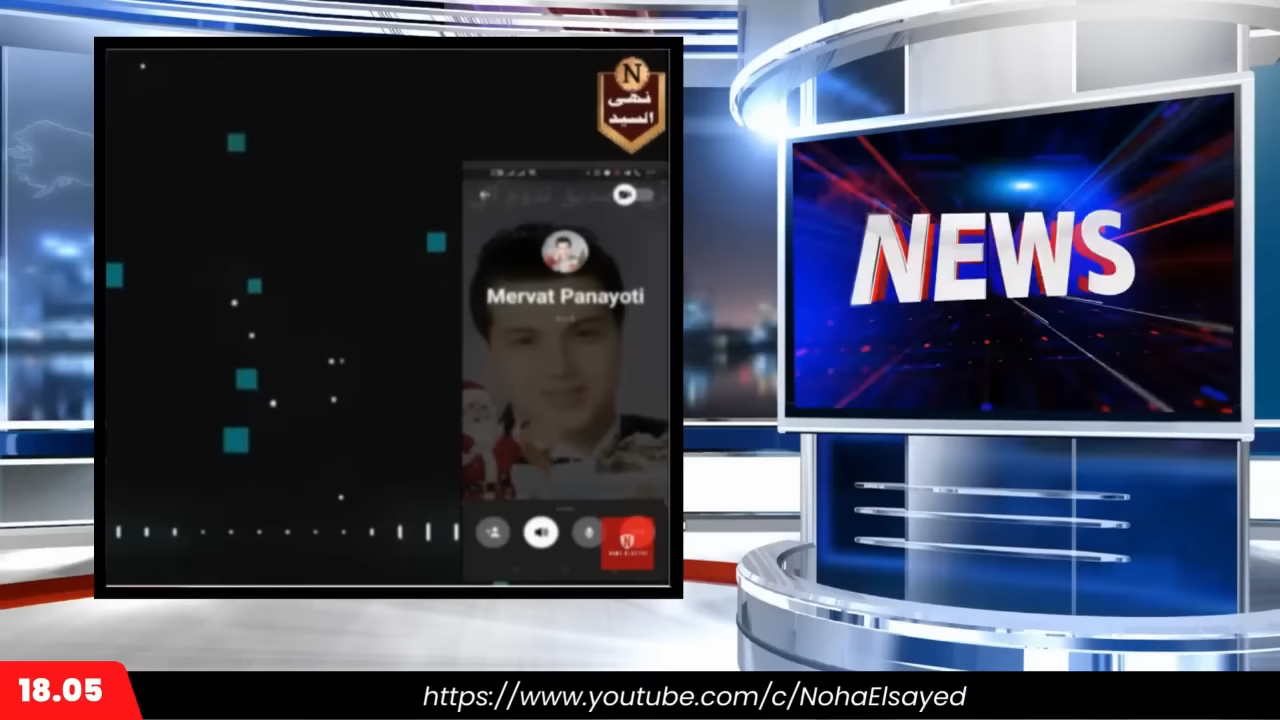 N
نهى
السيد
Mervat Panayoti
NEWS
18.05
https://www.youtube.com/c/NohaElsayed